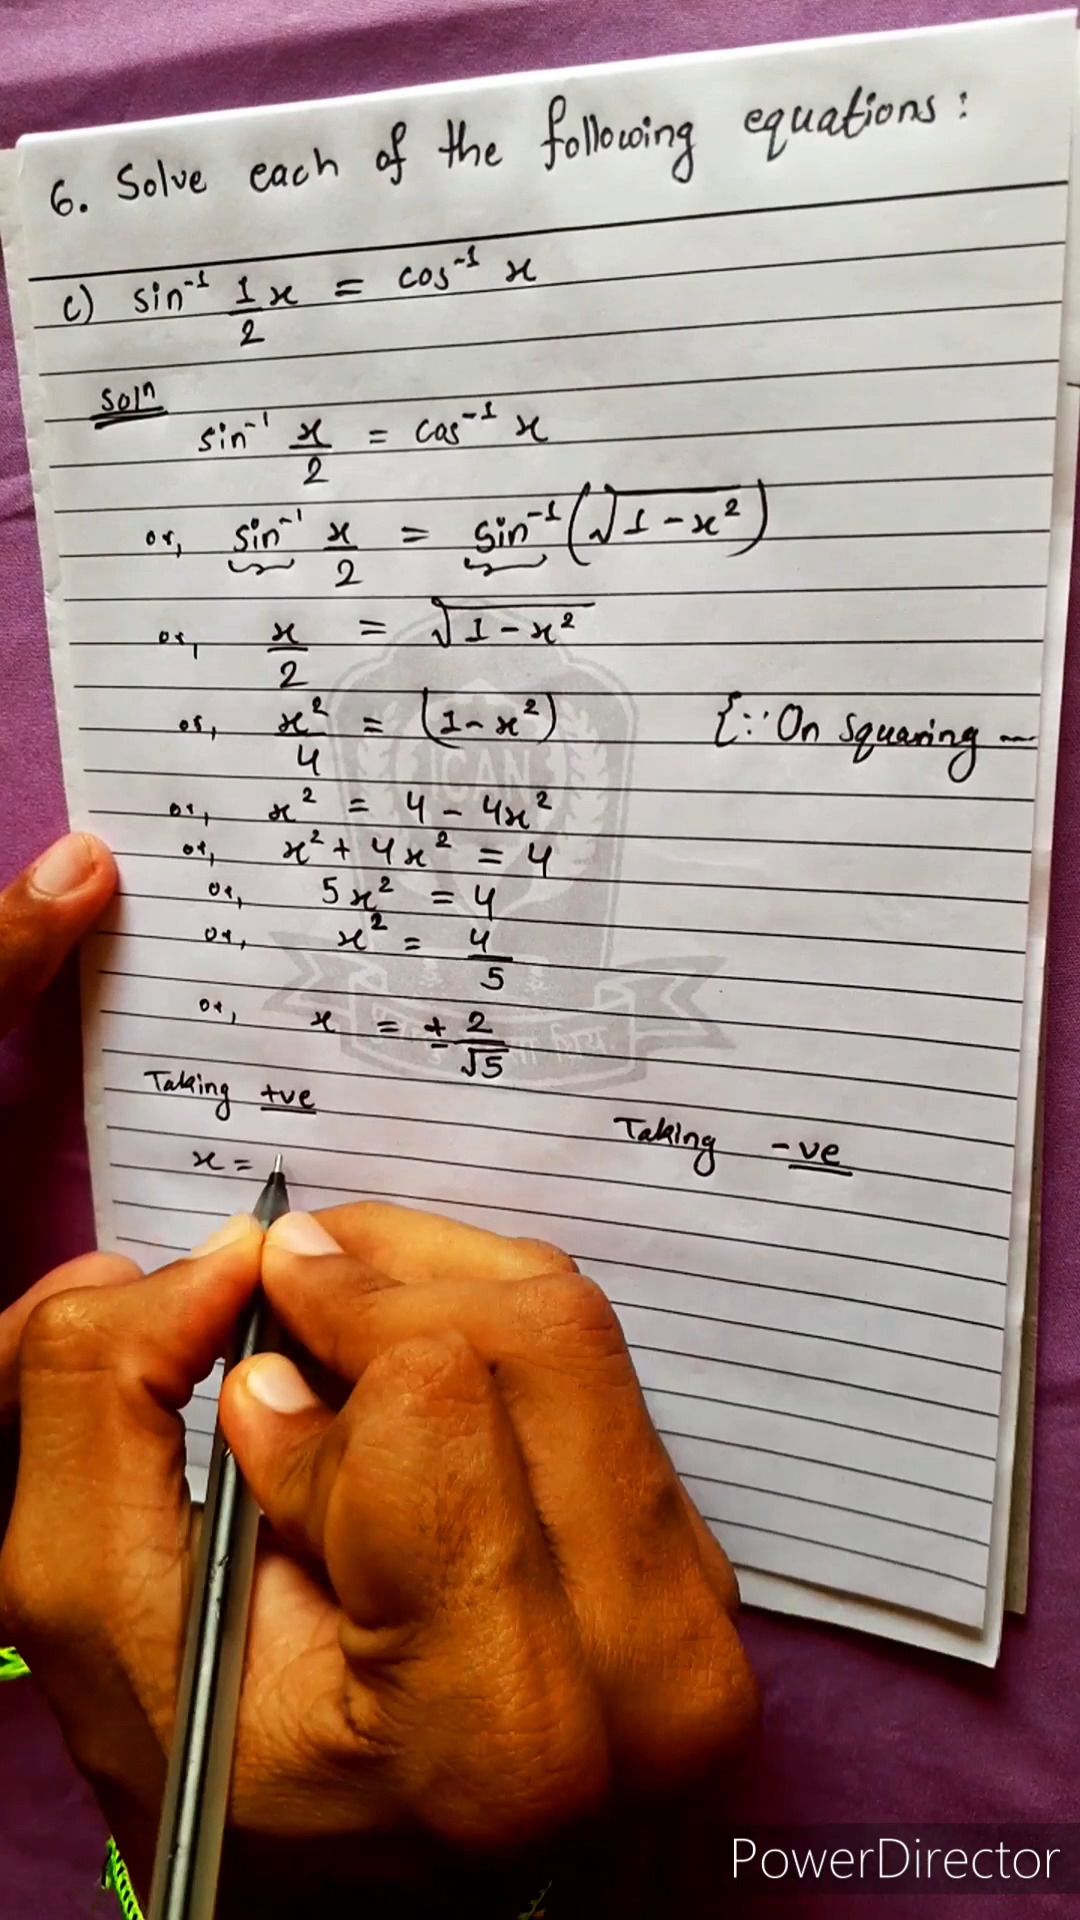 6. Solve each of the following equations:
c) sin⁻¹ 1/2 x = cos⁻¹ x
Solⁿ
sin⁻¹ x/2 = cos⁻¹ x
or, sin⁻¹ x/2 = sin⁻¹(√1-x²)
or, x/2 = √1-x²
or, x²/4 = (1-x²) {∵ On Squaring
or, x² = 4 - 4x²
or, x² + 4x² = 4
or, 5x² = 4
or, x² = 4/5
or, x = ± 2/√5
Taking +ve Taking -ve
x =
ICAN
PowerDirector